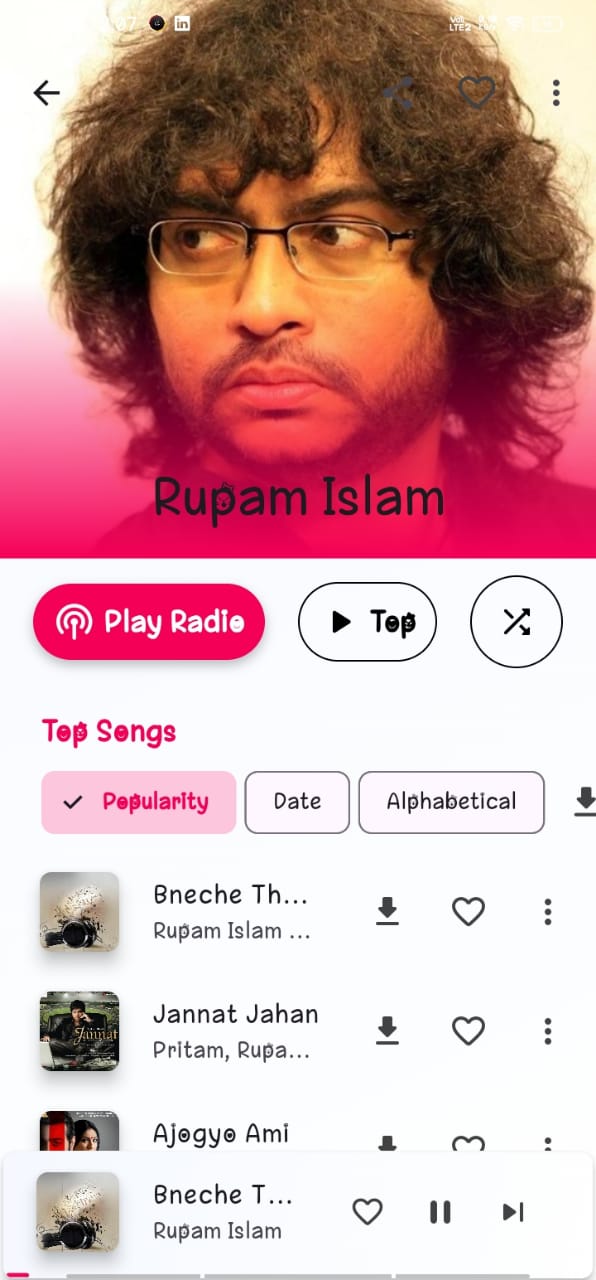 Rupam Islam
Play Radio
Top
Top Songs
Popularity
Date
Alphabetical
Bneche Th...
Rupam Islam ...
Jannat Jahan
Pritam, Rupa...
Jannat
Ajogyo Ami
Bneche T...
Rupam Islam